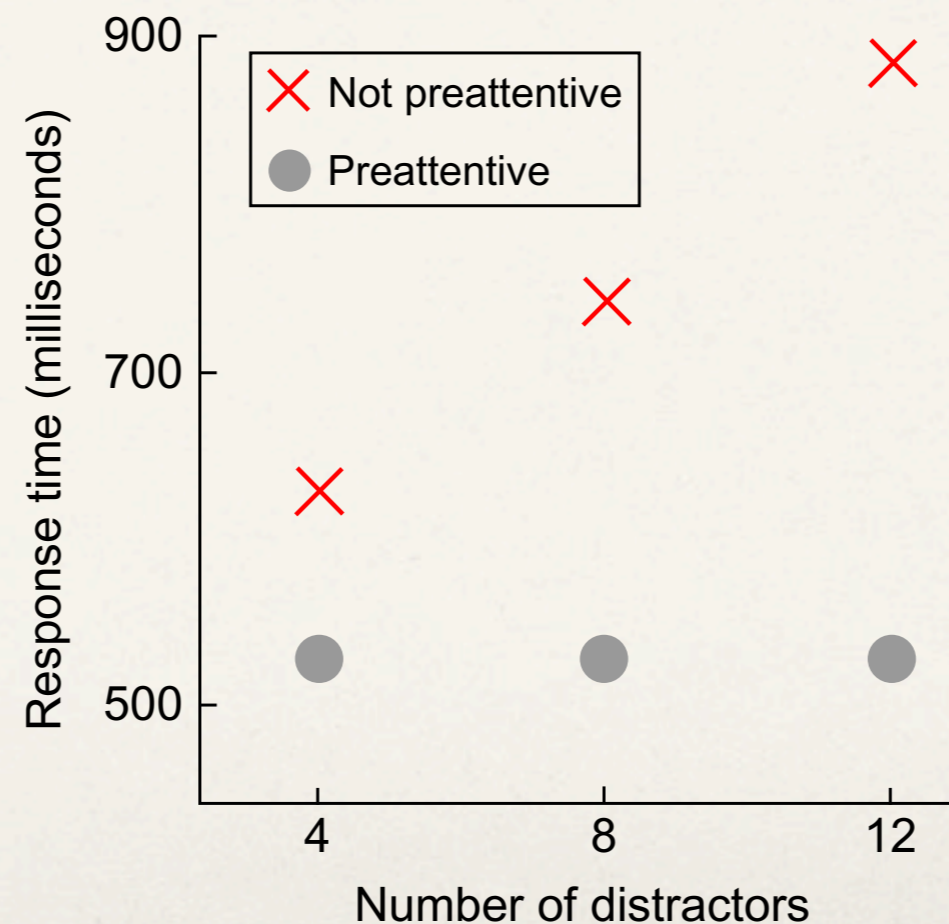 900
Not preattentive
Preattentive
Response time (milliseconds)
700
500
4 8 12
Number of distractors